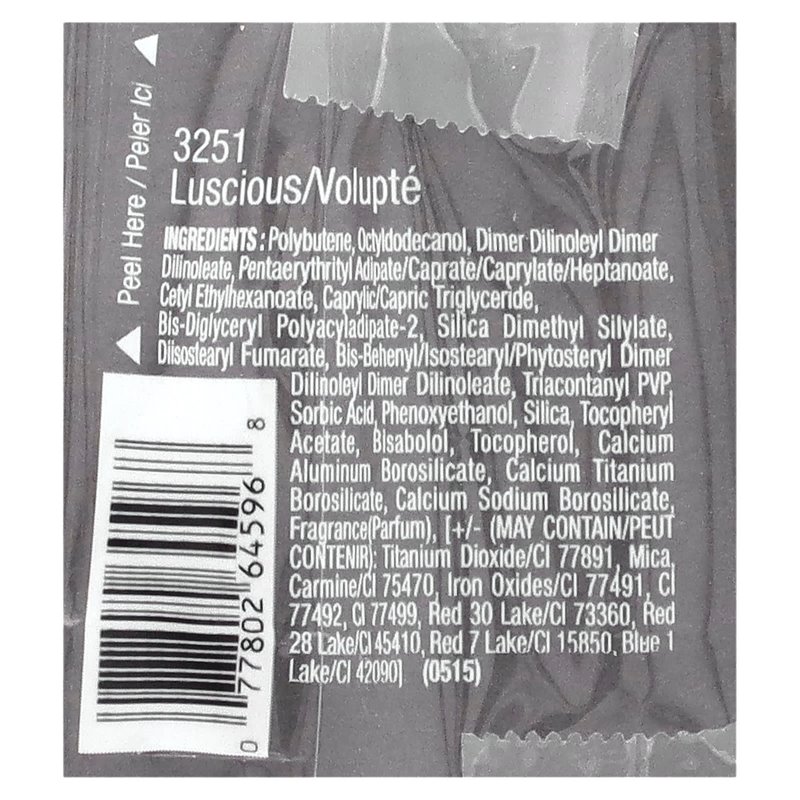 Peel Here / Peler Ici
3251
Luscious/Volupté
INGREDIENTS : Polybutene, Octyldodecanol, Dimer Dilinoleyl Dimer
Dilinoleate, Pentaerythrityl Adipate/Caprate/Caprylate/Heptanoate,
Cetyl Ethylhexanoate, Caprylic/Capric Triglyceride,
Bis-Diglyceryl Polyacyladipate-2, Silica Dimethyl Silylate,
Diisostearyl Fumarate, Bis-Behenyl/Isostearyl/Phytosteryl Dimer
Dilinoleyl Dimer Dilinoleate, Triacontanyl PVP,
Sorbic Acid, Phenoxyethanol, Silica, Tocopheryl
Acetate, Bisabolol, Tocopherol, Calcium
Aluminum Borosilicate, Calcium Titanium
Borosilicate, Calcium Sodium Borosilicate,
Fragrance(Parfum), [+/- (MAY CONTAIN/PEUT
CONTENIR): Titanium Dioxide/CI 77891, Mica,
Carmine/CI 75470, Iron Oxides/CI 77491, CI
77492, CI 77499, Red 30 Lake/CI 73360, Red
28 Lake/CI 45410, Red 7 Lake/CI 15850, Blue 1
Lake/CI 42090] (0515)
0 77802 64596 8